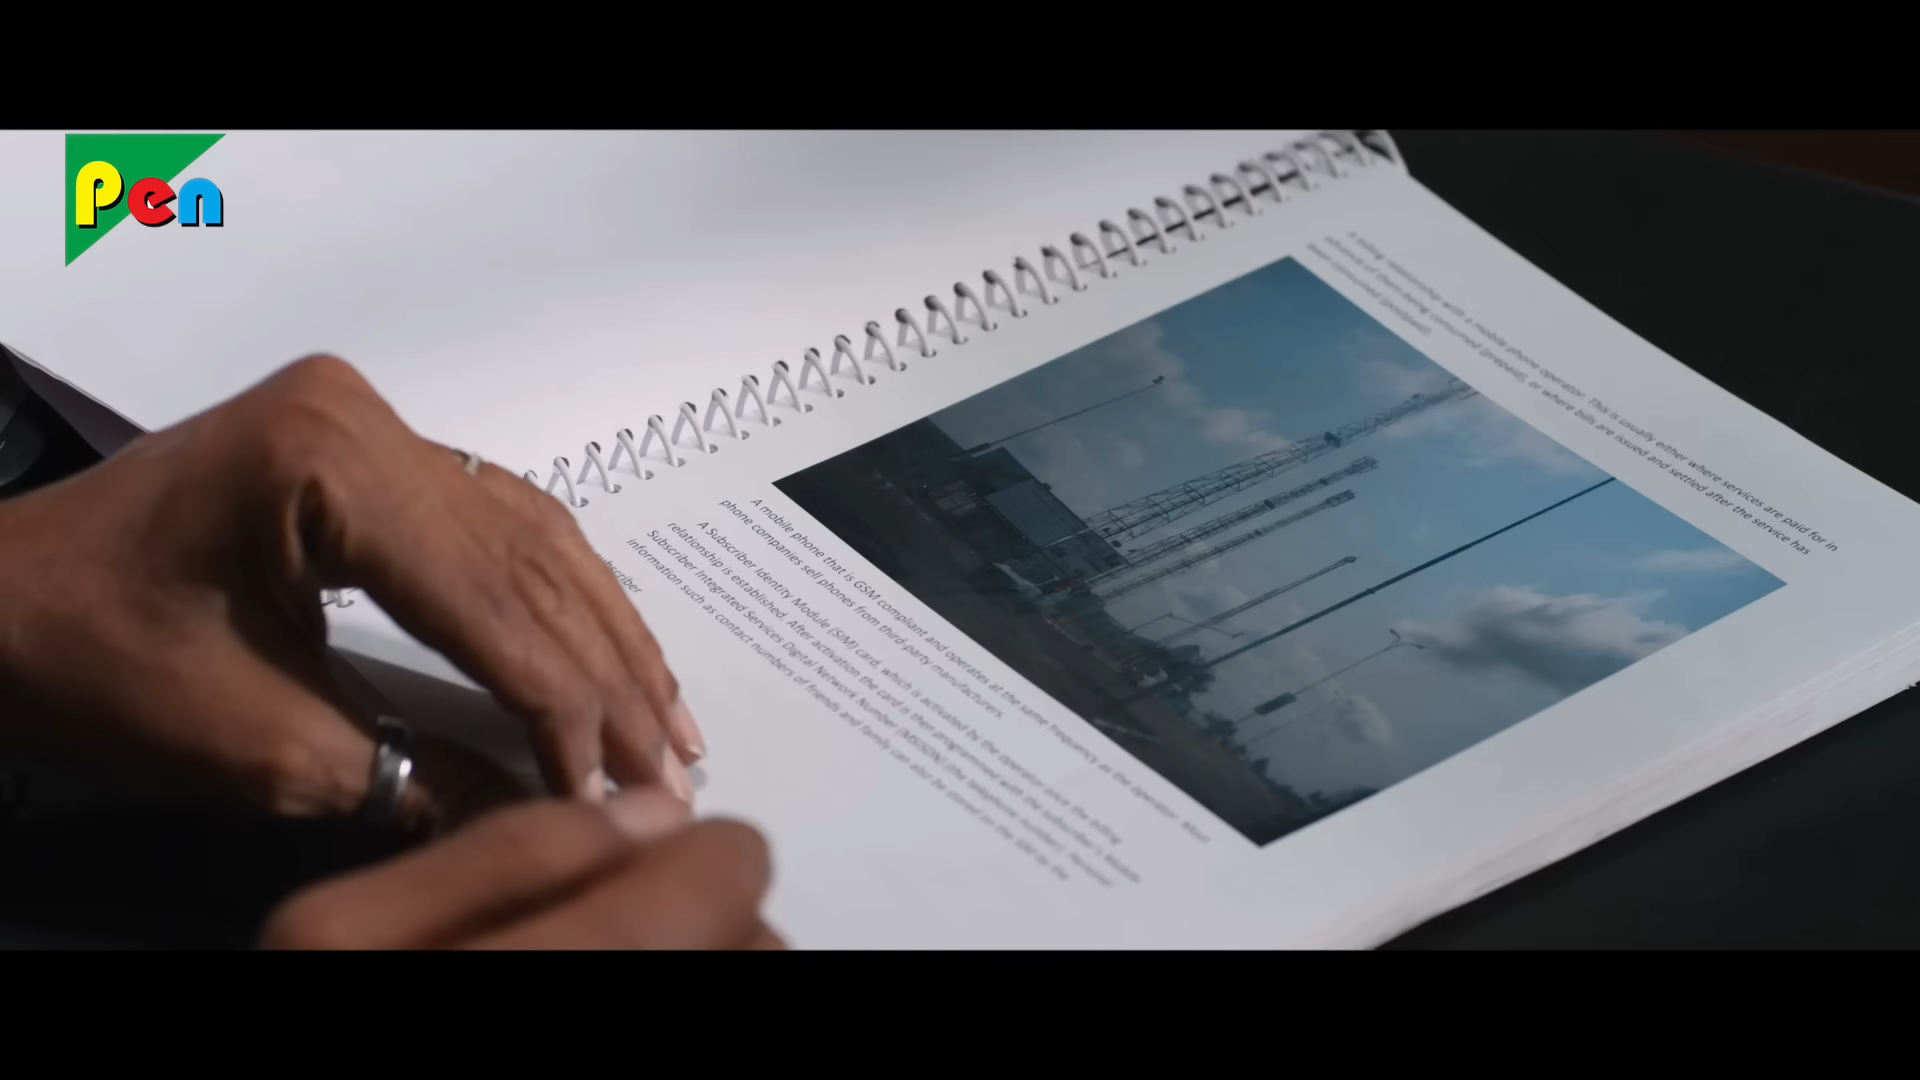 Pen
A billing relationship with a mobile phone operator. This is usually either where services are paid for in
advance of them being consumed (prepaid), or where bills are issued and settled after the service has
been consumed (postpaid).
A mobile phone that is GSM compliant and operates at the same frequency as the operator. Most
phone companies sell phones from third-party manufacturers.
A Subscriber Identity Module (SIM) card, which is activated by the operator once the billing
relationship is established. After activation the card is then programmed with the subscriber's Mobile
Subscriber Integrated Services Digital Network Number (MSISDN) (the telephone number). Personal
information such as contact numbers of friends and family can also be stored on the SIM by the
subscriber